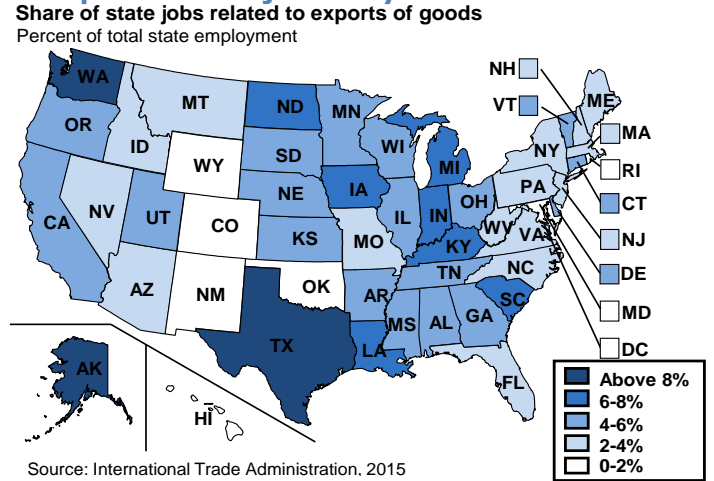 Share of state jobs related to exports of goods
Percent of total state employment
WA
MT
ND
MN
NH
ME
VT
OR
ID
SD
WI
MI
NY
MA
WY
RI
NE
IA
PA
CT
NV
UT
CO
IL
IN
OH
NJ
CA
KS
MO
KY
WV
VA
DE
AZ
NM
OK
AR
TN
NC
MD
MS
AL
GA
SC
TX
LA
DC
AK
FL
HI
Above 8%
6-8%
4-6%
2-4%
0-2%
Source: International Trade Administration, 2015